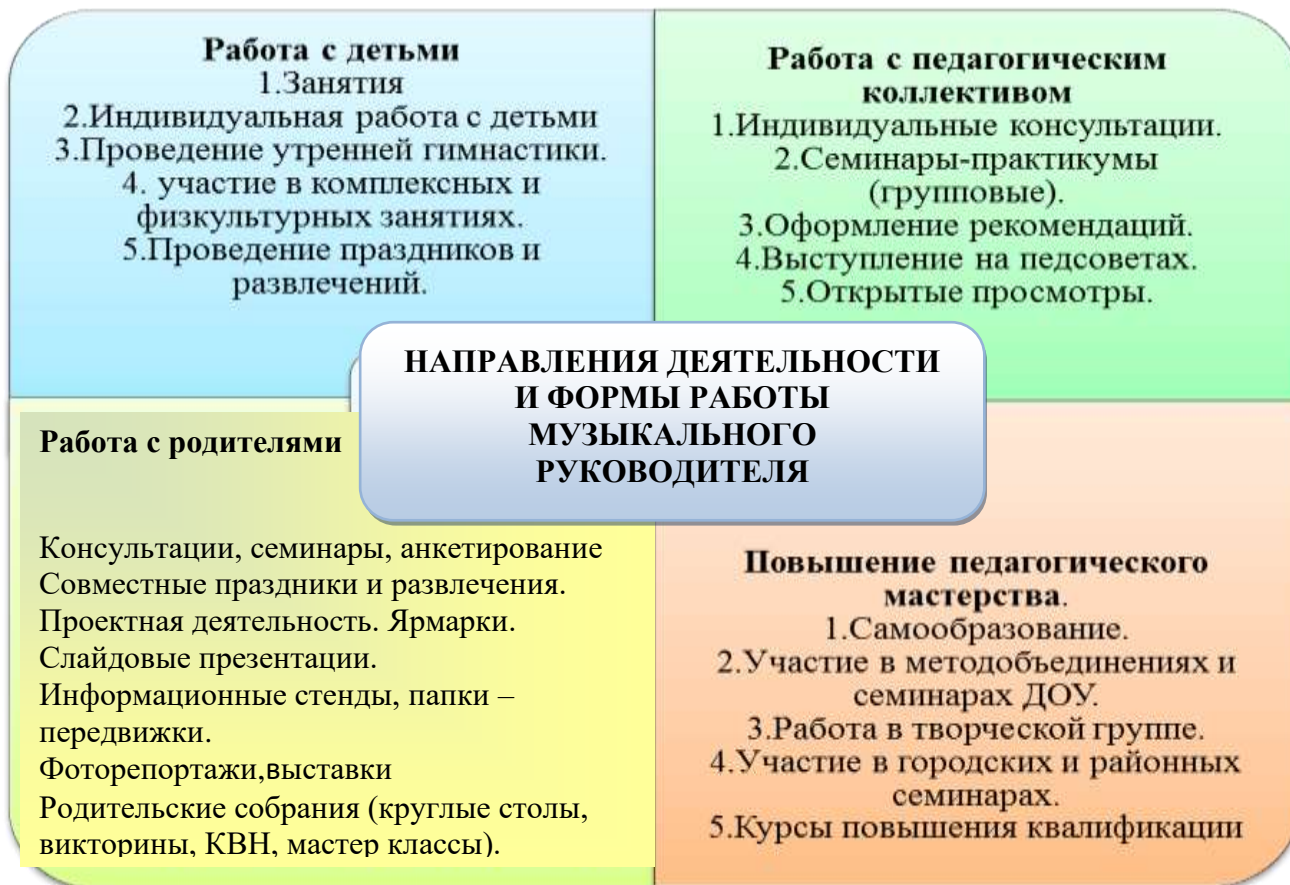 Работа с детьми
1.Занятия
2.Индивидуальная работа с детьми
3.Проведение утренней гимнастики.
4. участие в комплексных и
физкультурных занятиях.
5.Проведение праздников и
развлечений.
Работа с педагогическим
коллективом
1.Индивидуальные консультации.
2.Семинары-практикумы
(групповые).
3.Оформление рекомендаций.
4.Выступление на педсоветах.
5.Открытые просмотры.
НАПРАВЛЕНИЯ ДЕЯТЕЛЬНОСТИ
И ФОРМЫ РАБОТЫ
МУЗЫКАЛЬНОГО
РУКОВОДИТЕЛЯ
Работа с родителями
Консультации, семинары, анкетирование
Совместные праздники и развлечения.
Проектная деятельность. Ярмарки.
Слайдовые презентации.
Информационные стенды, папки –
передвижки.
Фоторепортажи,выставки
Родительские собрания (круглые столы,
викторины, КВН, мастер классы).
Повышение педагогического
мастерства.
1.Самообразование.
2.Участие в методобъединениях и
семинарах ДОУ.
3.Работа в творческой группе.
4.Участие в городских и районных
семинарах.
5.Курсы повышения квалификации